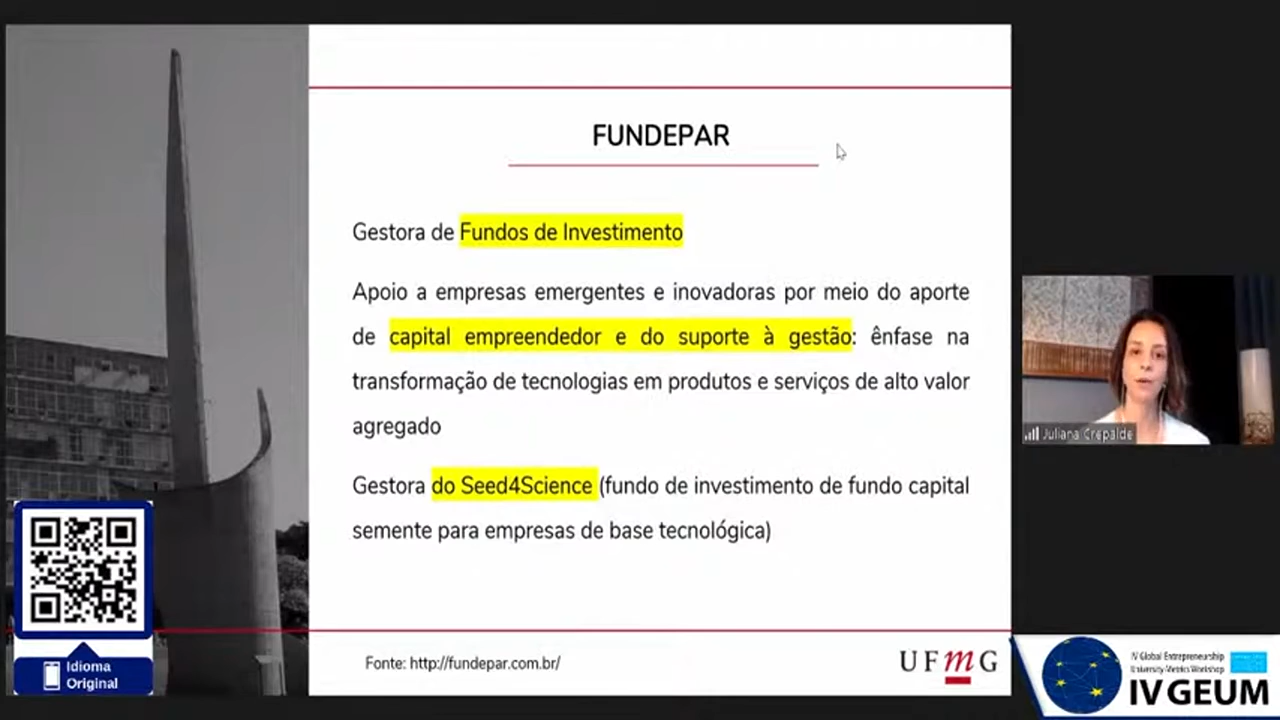 FUNDEPAR
Gestora de Fundos de Investimento
Apoio a empresas emergentes e inovadoras por meio do aporte
de capital empreendedor e do suporte à gestão: ênfase na
transformação de tecnologias em produtos e serviços de alto valor
agregado
Gestora do Seed4Science (fundo de investimento de fundo capital
semente para empresas de base tecnológica)
Fonte: http://fundepar.com.br/
UFmG
Juliana Crepalde
Idioma
Original
IV Global Entrepreneurship
University Metrics Workshop
IV GEUM